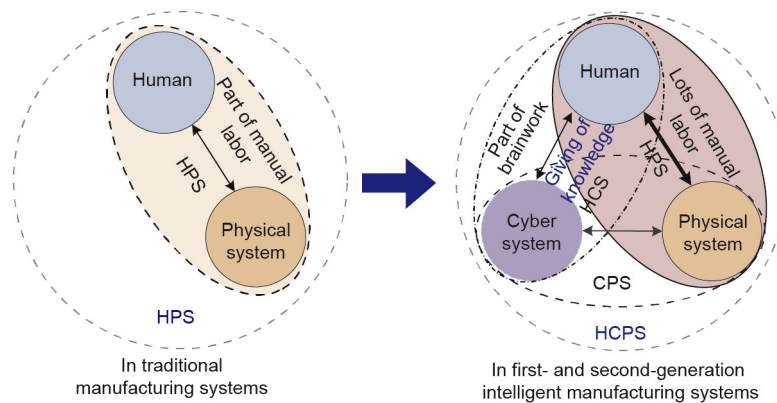 Human
Part of manual
labor
HPS
Physical
system
HPS
In traditional
manufacturing systems
Human
Part of
brainwork
Giving of
knowledge
HCS
Lots of manual
labor
HPS
Cyber
system
Physical
system
CPS
HCPS
In first- and second-generation
intelligent manufacturing systems